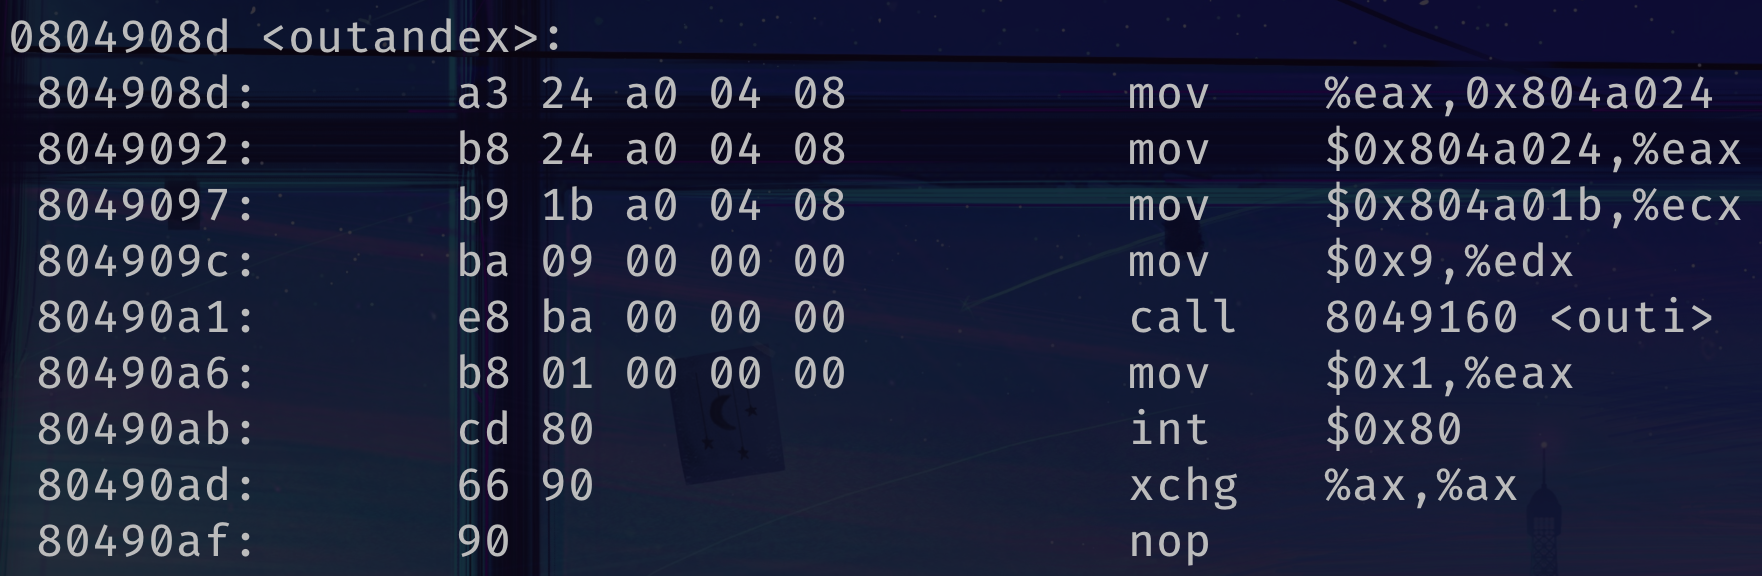 0804908d <outandex>:
804908d: a3 24 a0 04 08 mov %eax,0x804a024
8049092: b8 24 a0 04 08 mov $0x804a024,%eax
8049097: b9 1b a0 04 08 mov $0x804a01b,%ecx
804909c: ba 09 00 00 00 mov $0x9,%edx
80490a1: e8 ba 00 00 00 call 8049160 <outi>
80490a6: b8 01 00 00 00 mov $0x1,%eax
80490ab: cd 80 int $0x80
80490ad: 66 90 xchg %ax,%ax
80490af: 90 nop